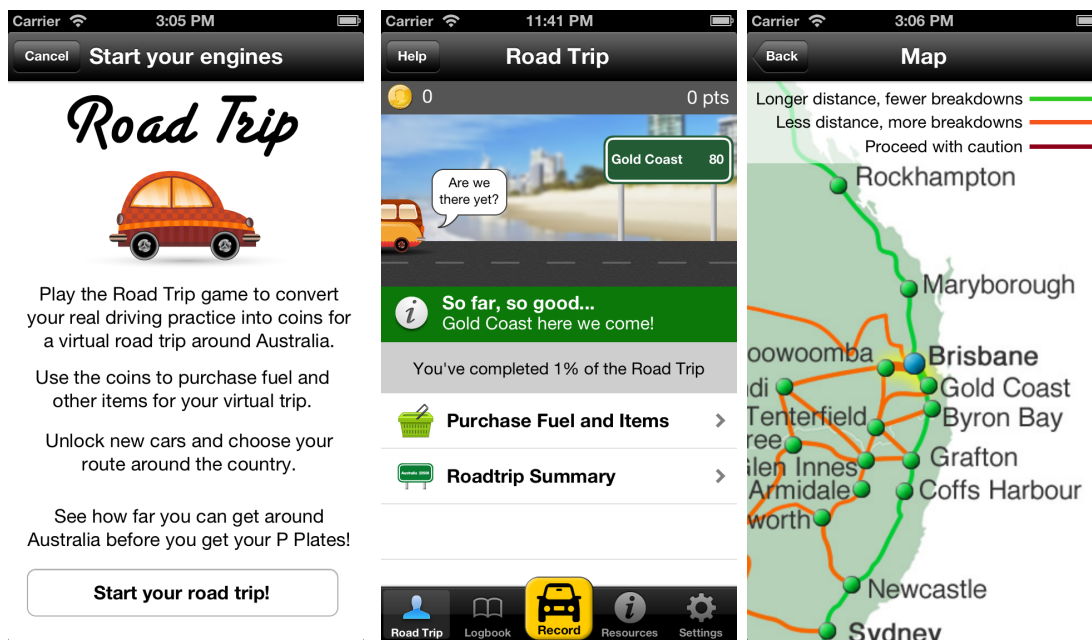 Carrier 3:05 PM
Cancel Start your engines
Road Trip
Play the Road Trip game to convert
your real driving practice into coins for
a virtual road trip around Australia.
Use the coins to purchase fuel and
other items for your virtual trip.
Unlock new cars and choose your
route around the country.
See how far you can get around
Australia before you get your P Plates!
Start your road trip!
Carrier 11:41 PM
Help Road Trip
0 0 pts
Gold Coast 80
Are we
there yet?
So far, so good...
Gold Coast here we come!
You've completed 1% of the Road Trip
Purchase Fuel and Items
Roadtrip Summary
Road Trip Logbook Record Resources Settings
Carrier 3:06 PM
Back Map
Longer distance, fewer breakdowns
Less distance, more breakdowns
Proceed with caution
Rockhampton
Maryborough
oowoomba Brisbane
di Gold Coast
Tenterfield Byron Bay
ree
Glen Innes Grafton
Armidale Coffs Harbour
worth
Newcastle
Sydney